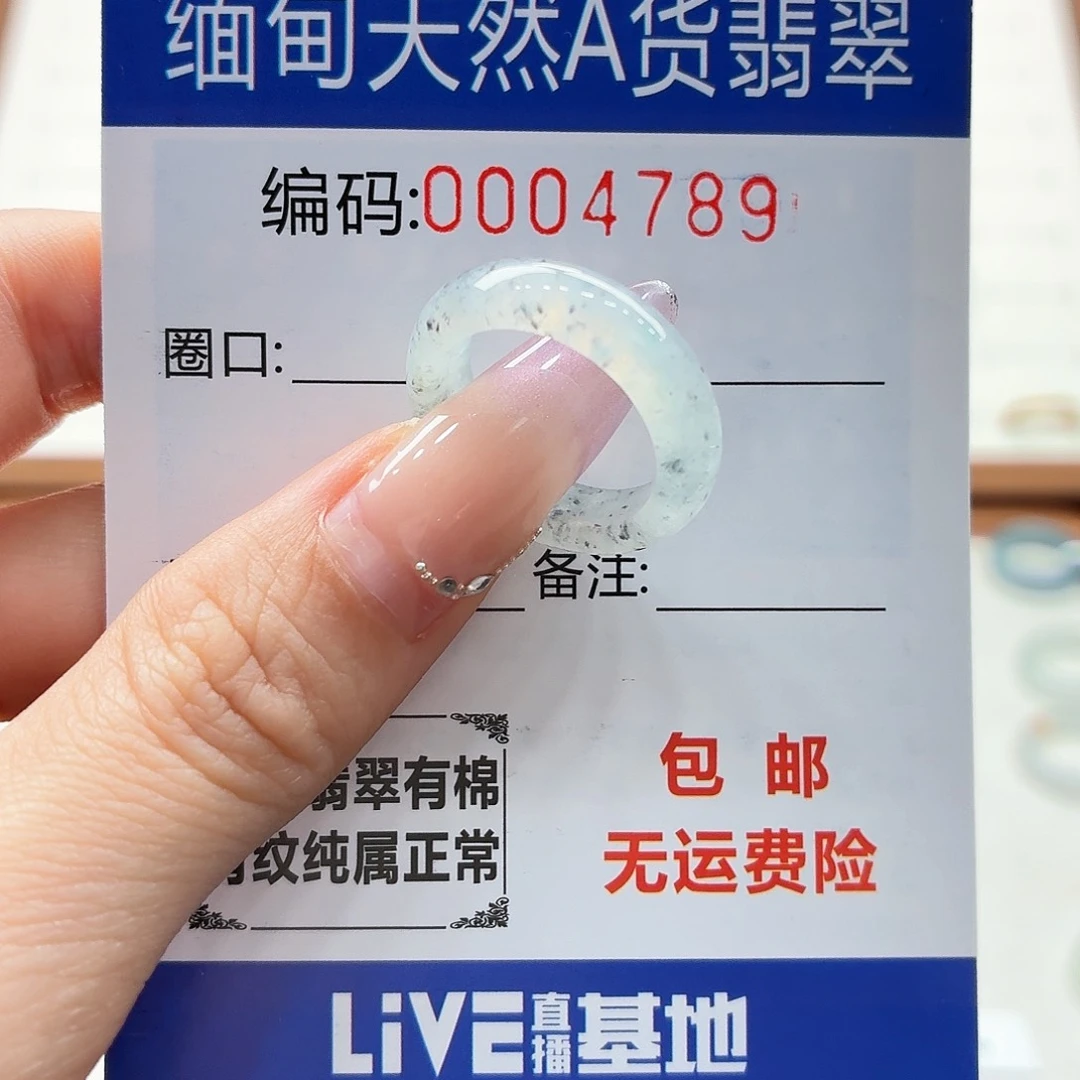 缅甸天然A货翡翠
编码:0004789
圈口:
备注:
翡翠有棉
纹纯属正常
包邮
无运费险
LiVE直播基地